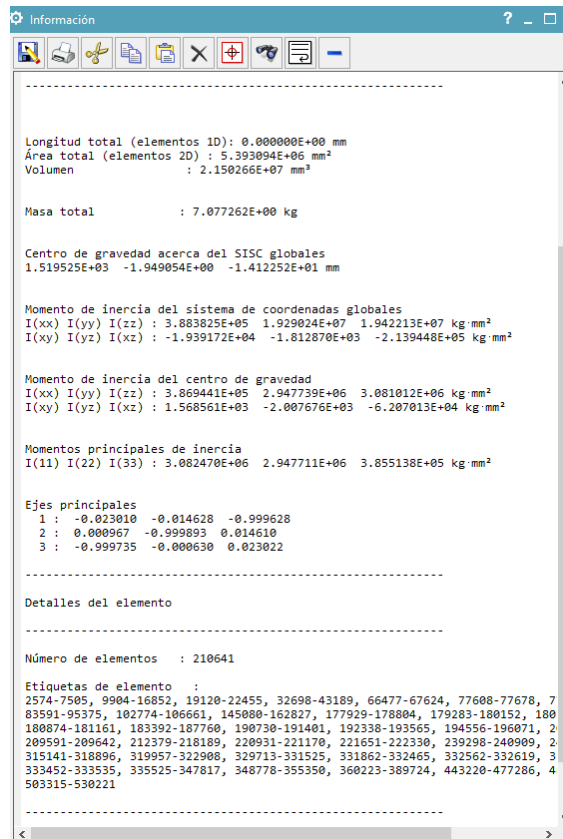 Información
? _
-----------------------------------------------------------
Longitud total (elementos 1D): 0.000000E+00 mm
Área total (elementos 2D) : 5.393094E+06 mm²
Volumen : 2.150266E+07 mm³
Masa total : 7.077262E+00 kg
Centro de gravedad acerca del SISC globales
1.519525E+03 -1.949054E+00 -1.412252E+01 mm
Momento de inercia del sistema de coordenadas globales
I(xx) I(yy) I(zz) : 3.883825E+05 1.929024E+07 1.942213E+07 kg·mm²
I(xy) I(yz) I(xz) : -1.939172E+04 -1.812870E+03 -2.139448E+05 kg·mm²
Momento de inercia del centro de gravedad
I(xx) I(yy) I(zz) : 3.869441E+05 2.947739E+06 3.081012E+06 kg·mm²
I(xy) I(yz) I(xz) : 1.568561E+03 -2.007676E+03 -6.207013E+04 kg·mm²
Momentos principales de inercia
I(11) I(22) I(33) : 3.082470E+06 2.947711E+06 3.855138E+05 kg·mm²
Ejes principales
1 : -0.023010 -0.014628 -0.999628
2 : 0.000967 -0.999893 0.014610
3 : -0.999735 -0.000630 0.023022
-----------------------------------------------------------
Detalles del elemento
-----------------------------------------------------------
Número de elementos : 210641
Etiquetas de elemento :
2574-7505, 9904-16852, 19120-22455, 32698-43189, 66477-67624, 77608-77678,
83591-95375, 102774-106661, 145080-162827, 177929-178804, 179283-180152, 180
180874-181161, 183392-187760, 190730-191401, 192338-193565, 194556-196071,
209591-209642, 212379-218189, 220931-221170, 221651-222330, 239298-240909,
315141-318896, 319957-322908, 329713-331525, 331862-332465, 332562-332619, 3
333452-333535, 335525-347817, 348778-355350, 360223-389724, 443220-477286, 4
503315-530221
-----------------------------------------------------------